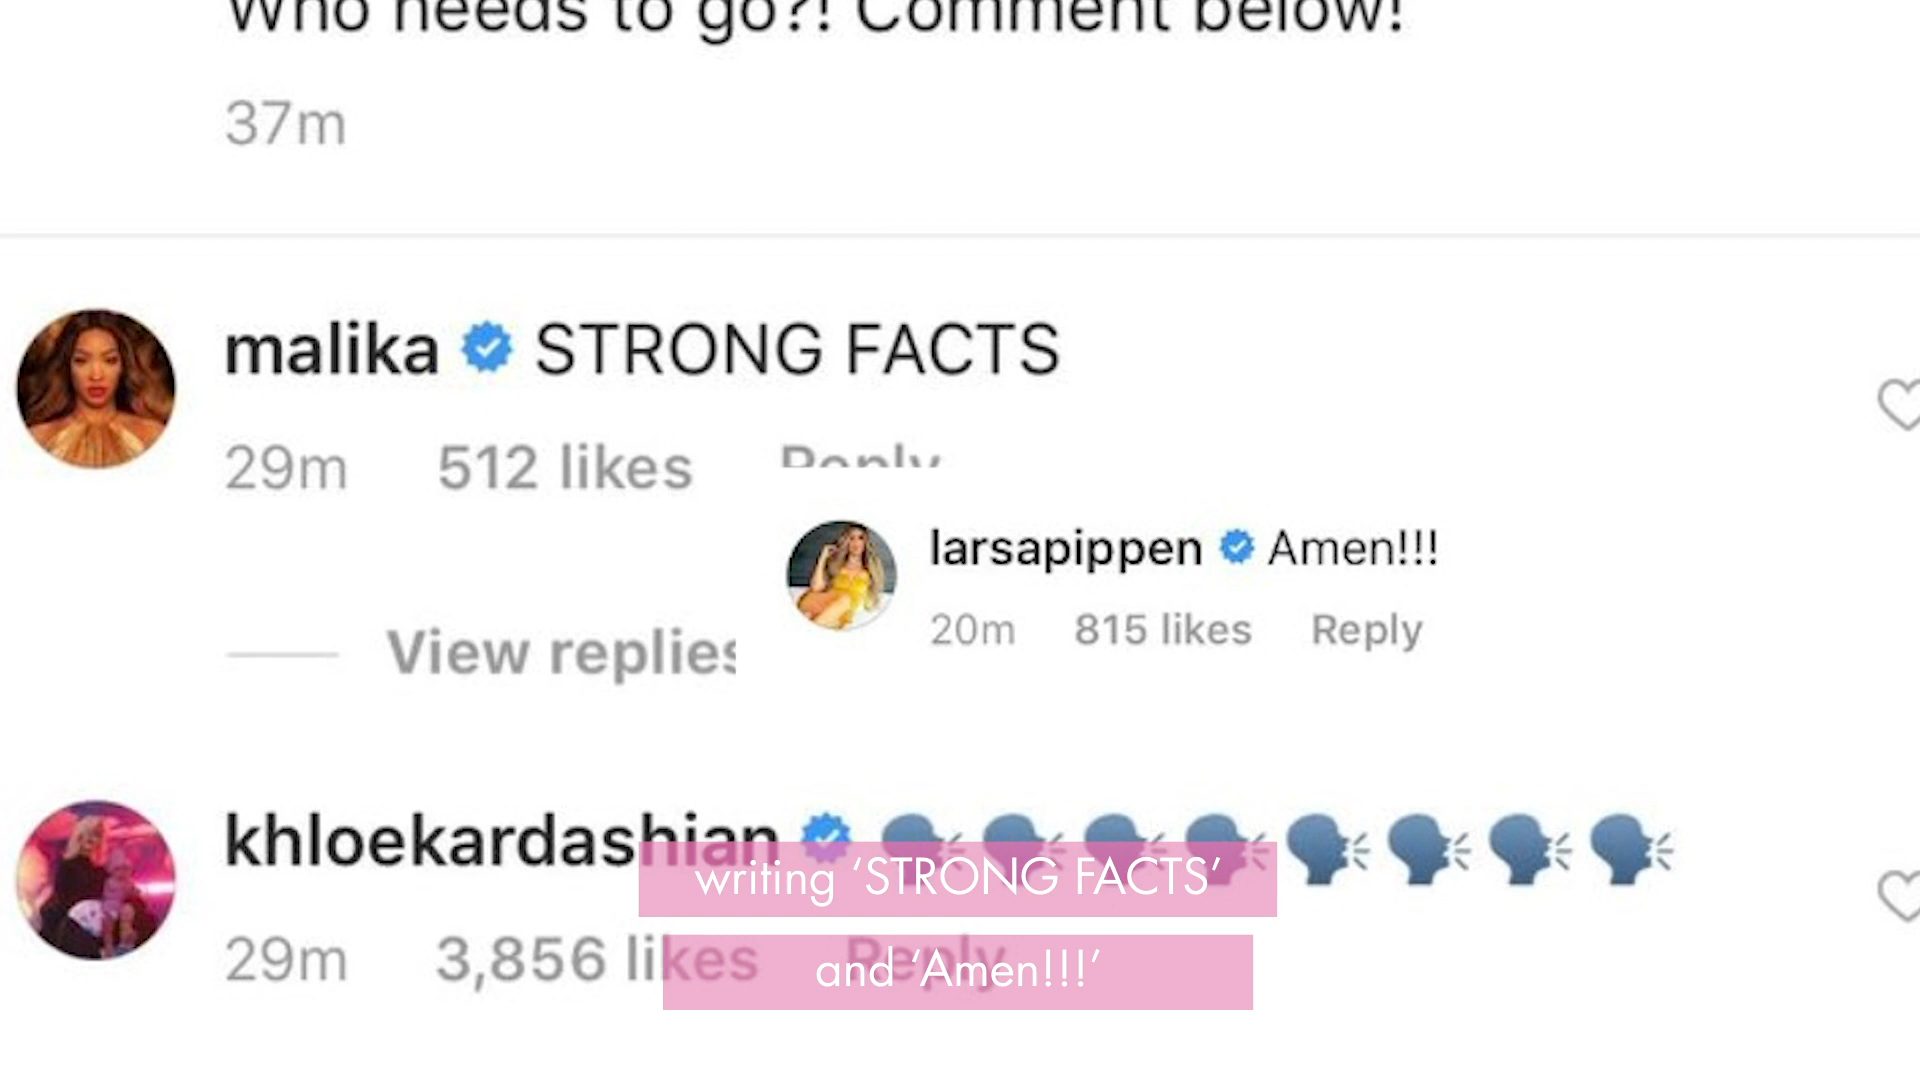 Who needs to go?! Comment below!
37m
malika STRONG FACTS
29m 512 likes Reply
larsapippen Amen!!!
20m 815 likes Reply
View replies
khloekardashian 🗣🗣🗣🗣🗣🗣🗣🗣
writing ‘STRONG FACTS’
29m 3,856 likes Reply
and ‘Amen!!!’